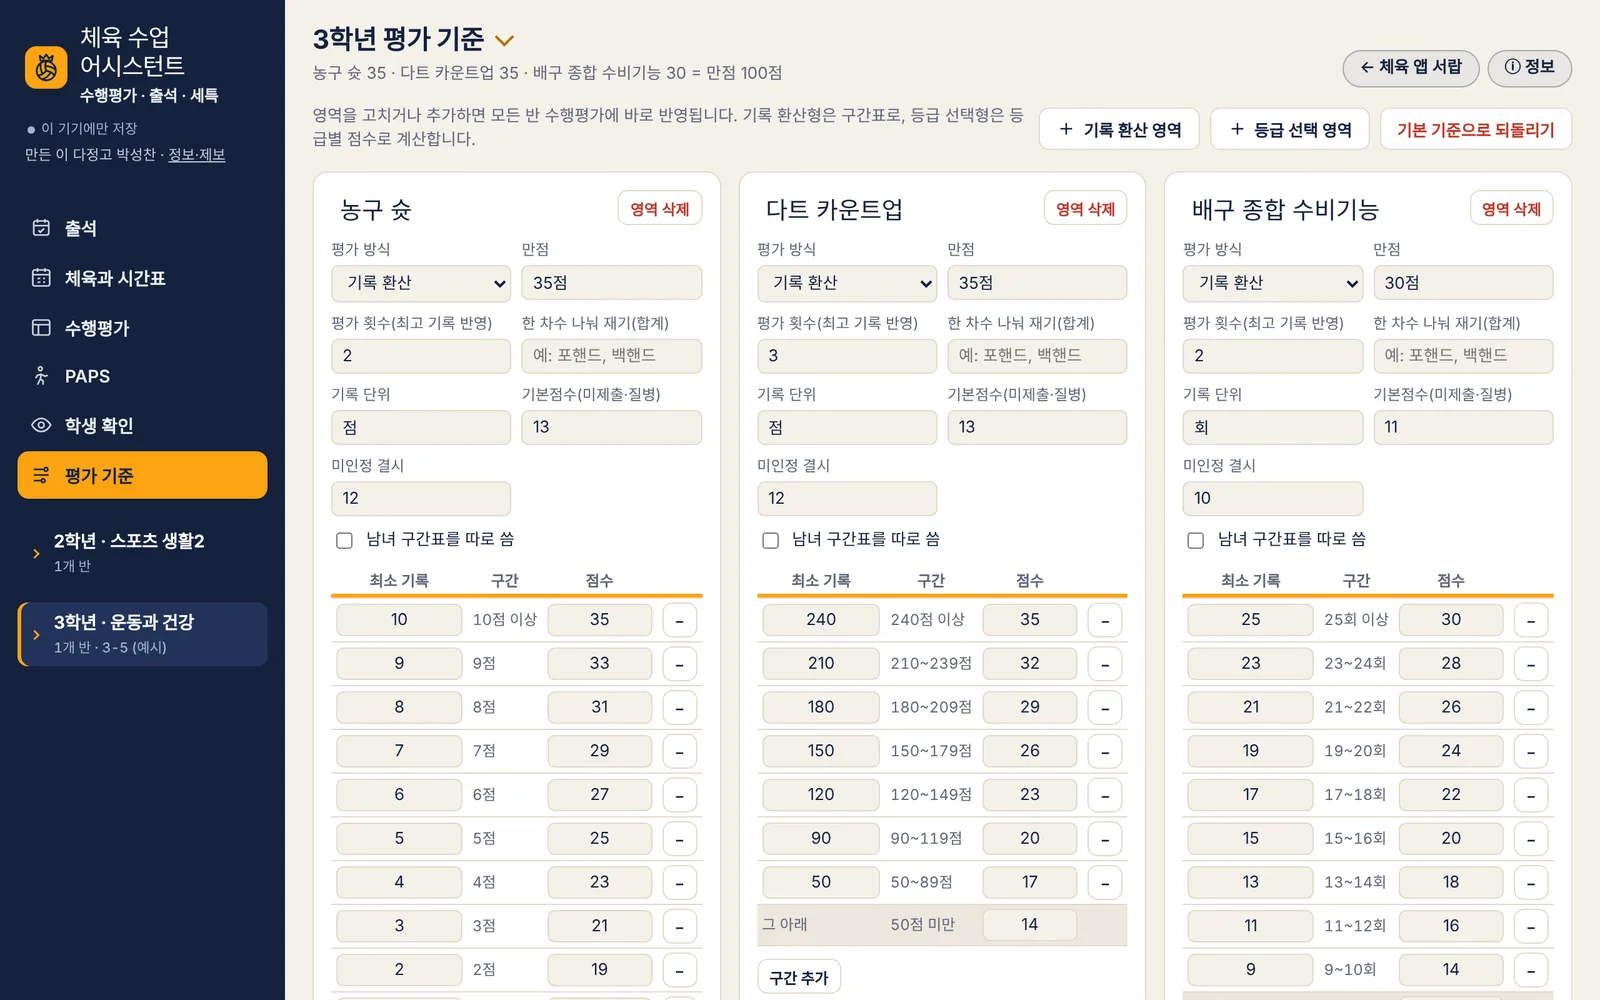 체육 수업
어시스턴트
수행평가 · 출석 · 세특
● 이 기기에만 저장
만든 이 다정고 박성찬 · 정보·제보
출석
체육과 시간표
수행평가
PAPS
학생 확인
평가 기준
2학년 · 스포츠 생활2
1개 반
3학년 · 운동과 건강
1개 반 · 3-5 (예시)
3학년 평가 기준
농구 슛 35 · 다트 카운트업 35 · 배구 종합 수비기능 30 = 만점 100점
← 체육 앱 서랍
정보
영역을 고치거나 추가하면 모든 반 수행평가에 바로 반영됩니다. 기록 환산형은 구간표로, 등급 선택형은 등
급별 점수로 계산합니다.
+ 기록 환산 영역
+ 등급 선택 영역
기본 기준으로 되돌리기
농구 슛
영역 삭제
평가 방식 만점
기록 환산 35점
평가 횟수(최고 기록 반영) 한 차수 나눠 재기(합계)
2 예: 포핸드, 백핸드
기록 단위 기본점수(미제출·질병)
점 13
미인정 결시
12
남녀 구간표를 따로 씀
최소 기록 구간 점수
10 10점 이상 35 –
9 9점 33 –
8 8점 31 –
7 7점 29 –
6 6점 27 –
5 5점 25 –
4 4점 23 –
3 3점 21 –
2 2점 19 –
다트 카운트업
영역 삭제
평가 방식 만점
기록 환산 35점
평가 횟수(최고 기록 반영) 한 차수 나눠 재기(합계)
3 예: 포핸드, 백핸드
기록 단위 기본점수(미제출·질병)
점 13
미인정 결시
12
남녀 구간표를 따로 씀
최소 기록 구간 점수
240 240점 이상 35 –
210 210~239점 32 –
180 180~209점 29 –
150 150~179점 26 –
120 120~149점 23 –
90 90~119점 20 –
50 50~89점 17 –
그 아래 50점 미만 14
구간 추가
배구 종합 수비기능
영역 삭제
평가 방식 만점
기록 환산 30점
평가 횟수(최고 기록 반영) 한 차수 나눠 재기(합계)
2 예: 포핸드, 백핸드
기록 단위 기본점수(미제출·질병)
회 11
미인정 결시
10
남녀 구간표를 따로 씀
최소 기록 구간 점수
25 25회 이상 30 –
23 23~24회 28 –
21 21~22회 26 –
19 19~20회 24 –
17 17~18회 22 –
15 15~16회 20 –
13 13~14회 18 –
11 11~12회 16 –
9 9~10회 14 –